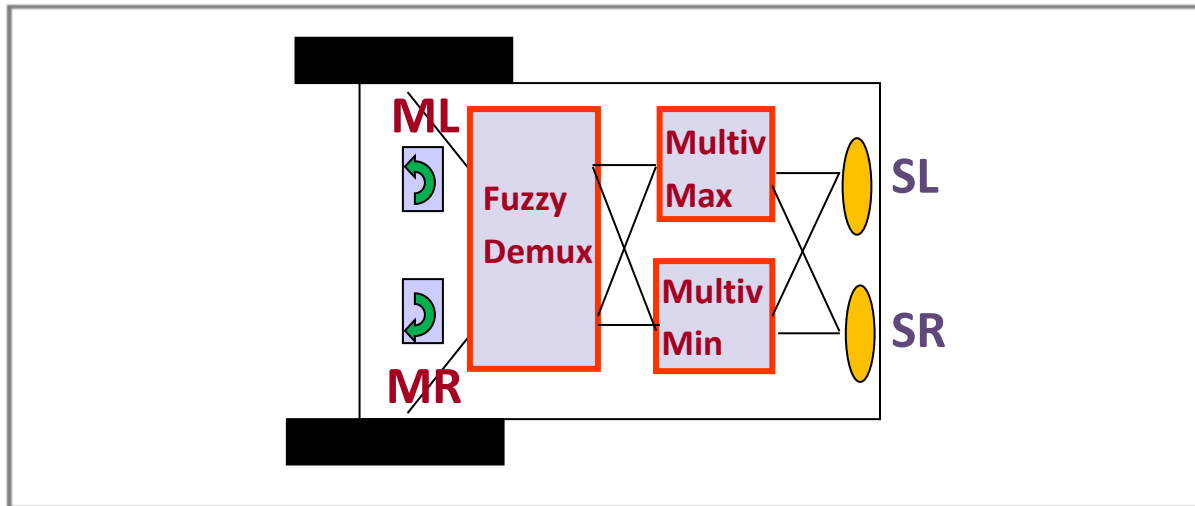 ML
Fuzzy
Demux
MR
Multiv
Max
Multiv
Min
SL
SR